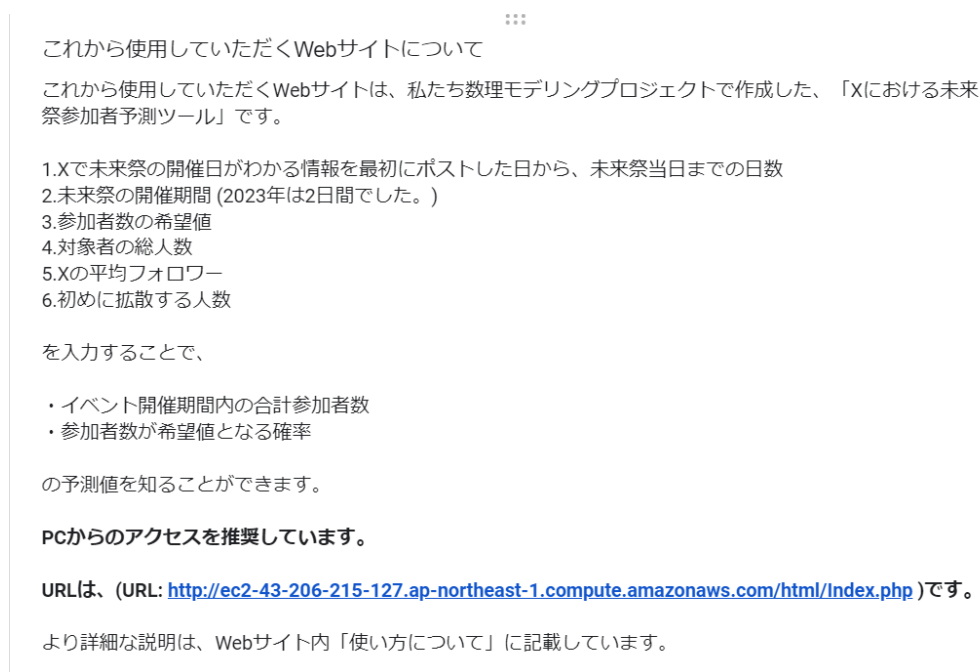 これから使用していただくWebサイトについて
これから使用していただくWebサイトは、私たち数理モデリングプロジェクトで作成した、「Xにおける未来
祭参加者予測ツール」です。
1.Xで未来祭の開催日がわかる情報を最初にポストした日から、未来祭当日までの日数
2.未来祭の開催期間 (2023年は2日間でした。)
3.参加者数の希望値
4.対象者の総人数
5.Xの平均フォロワー
6.初めに拡散する人数
を入力することで、
・イベント開催期間内の合計参加者数
・参加者数が希望値となる確率
の予測値を知ることができます。
PCからのアクセスを推奨しています。
URLは、(URL: http://ec2-43-206-215-127.ap-northeast-1.compute.amazonaws.com/html/Index.php )です。
より詳細な説明は、Webサイト内「使い方について」に記載しています。